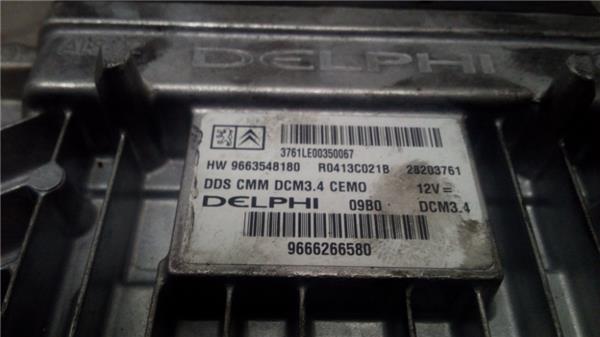 DELPHI
3761LE00350067
HW 9663548180 R0413C021B 28203761
DDS CMM DCM3.4 CEMO 12V =
DELPHI 09B0 DCM3.4
9666266580